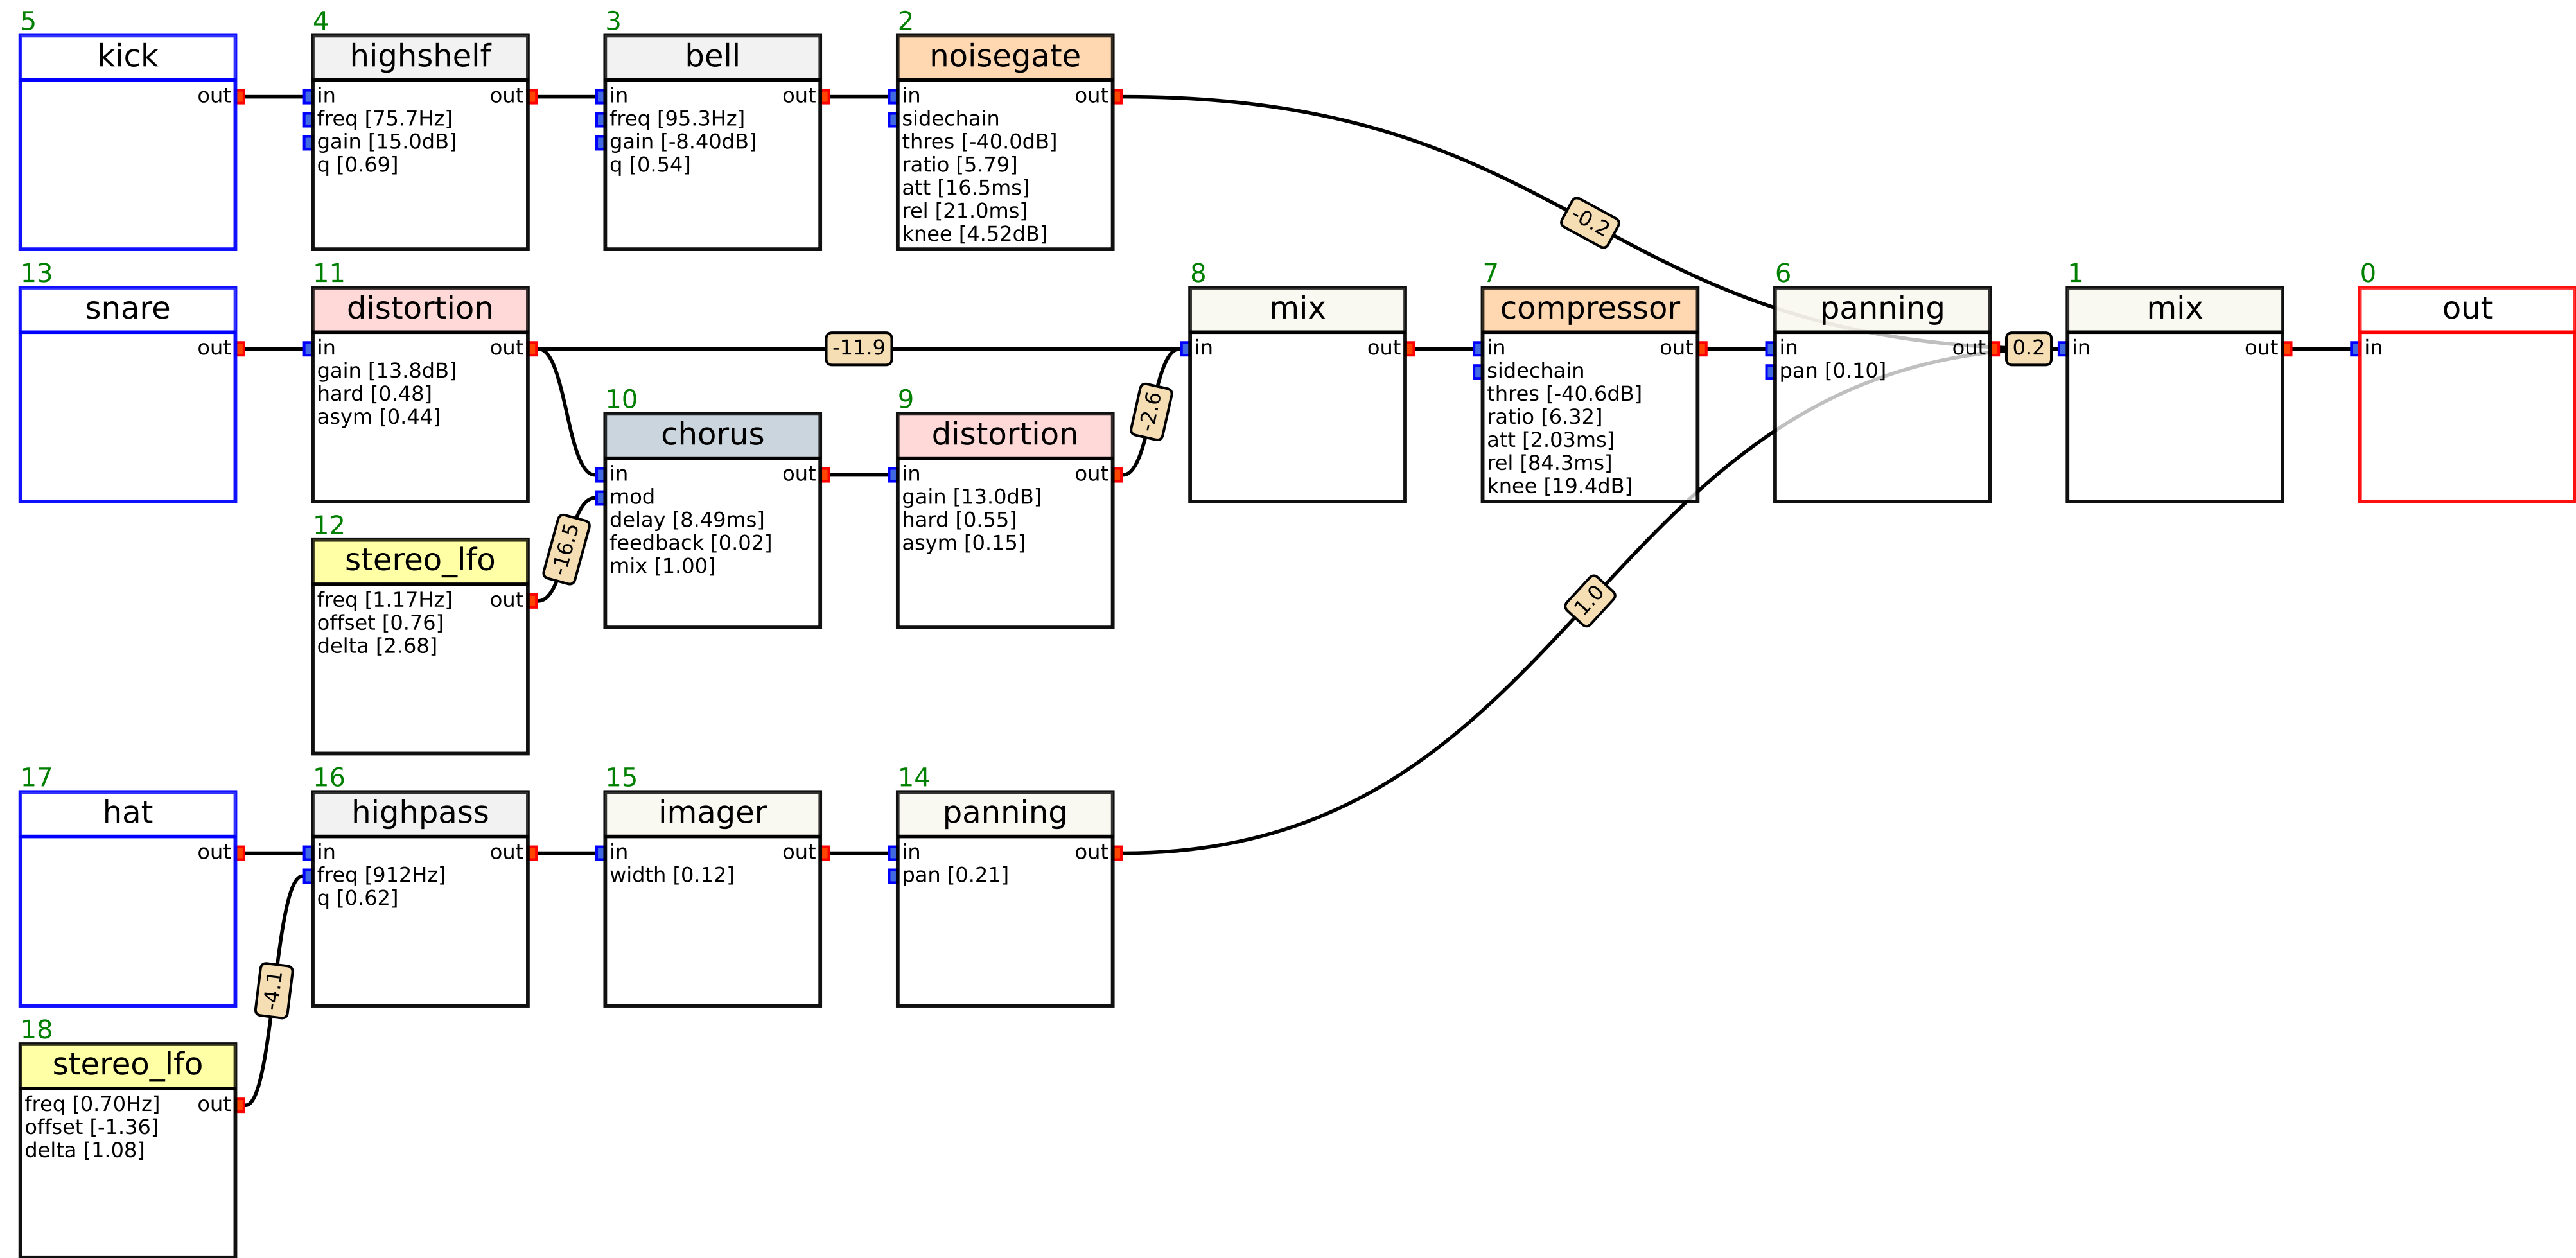 5
kick
out
4
highshelf
in out
freq [75.7Hz]
gain [15.0dB]
q [0.69]
3
bell
in out
freq [95.3Hz]
gain [-8.40dB]
q [0.54]
2
noisegate
in out
sidechain
thres [-40.0dB]
ratio [5.79]
att [16.5ms]
rel [21.0ms]
knee [4.52dB]
-0.2
13
snare
out
11
distortion
in out
gain [13.8dB]
hard [0.48]
asym [0.44]
-11.9
8
mix
in out
7
compressor
in out
sidechain
thres [-40.6dB]
ratio [6.32]
att [2.03ms]
rel [84.3ms]
knee [19.4dB]
6
panning
in out
pan [0.10]
0.2
1
mix
in out
0
out
in
10
chorus
in out
mod
delay [8.49ms]
feedback [0.02]
mix [1.00]
9
distortion
in out
gain [13.0dB]
hard [0.55]
asym [0.15]
-2.6
12
stereo_lfo
freq [1.17Hz] out
offset [0.76]
delta [2.68]
-16.5
1.0
17
hat
out
16
highpass
in out
freq [912Hz]
q [0.62]
15
imager
in out
width [0.12]
14
panning
in out
pan [0.21]
-4.1
18
stereo_lfo
freq [0.70Hz] out
offset [-1.36]
delta [1.08]